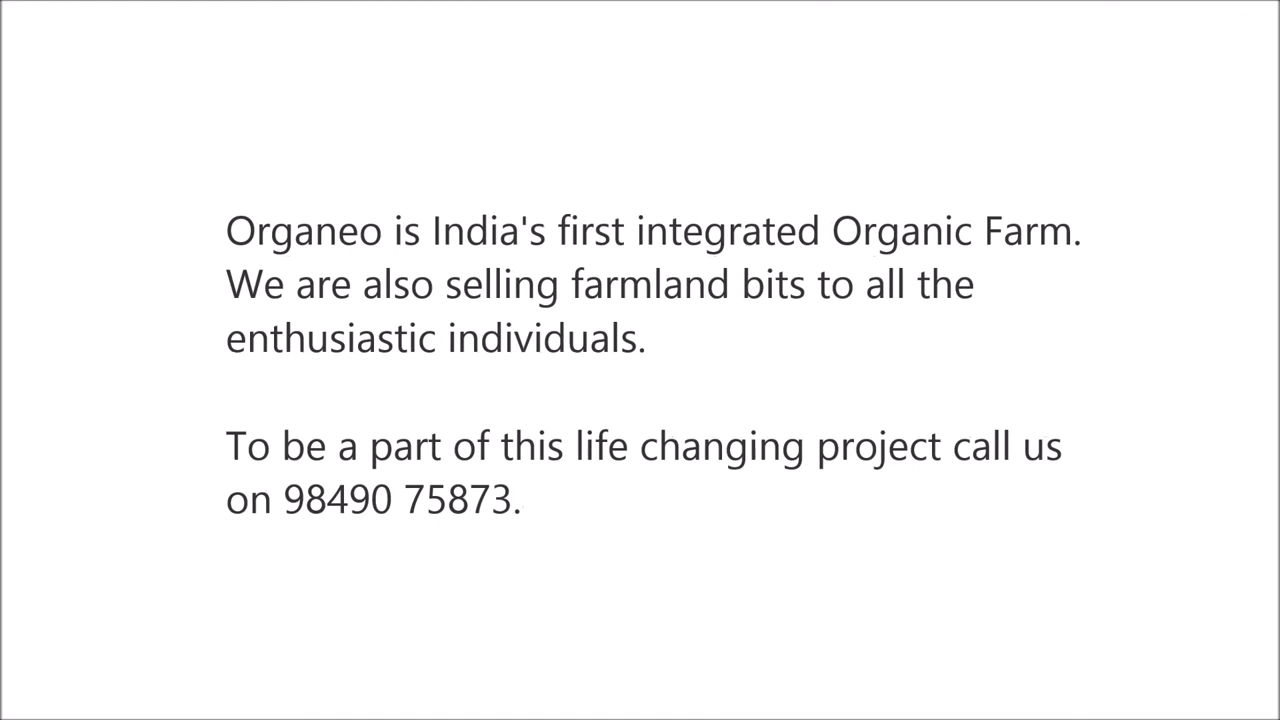 Organeo is India's first integrated Organic Farm.
We are also selling farmland bits to all the
enthusiastic individuals.
To be a part of this life changing project call us
on 98490 75873.